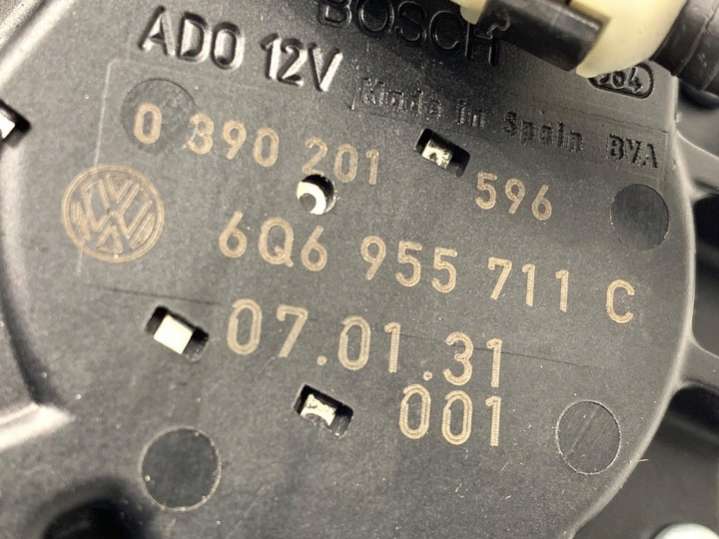 BOSCH
ADO 12V
Made in Spain BVA
0 390 201 596
6Q6 955 711 C
07.01.31
001